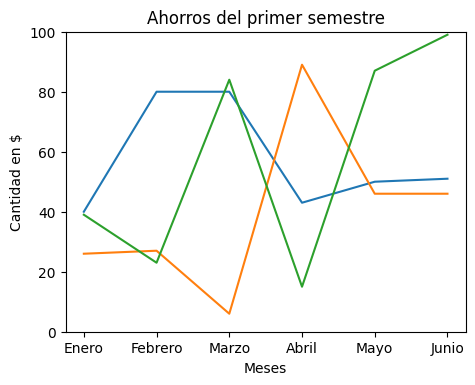 Ahorros del primer semestre
Cantidad en $
100
80
60
40
20
0
Enero Febrero Marzo Abril Mayo Junio
Meses